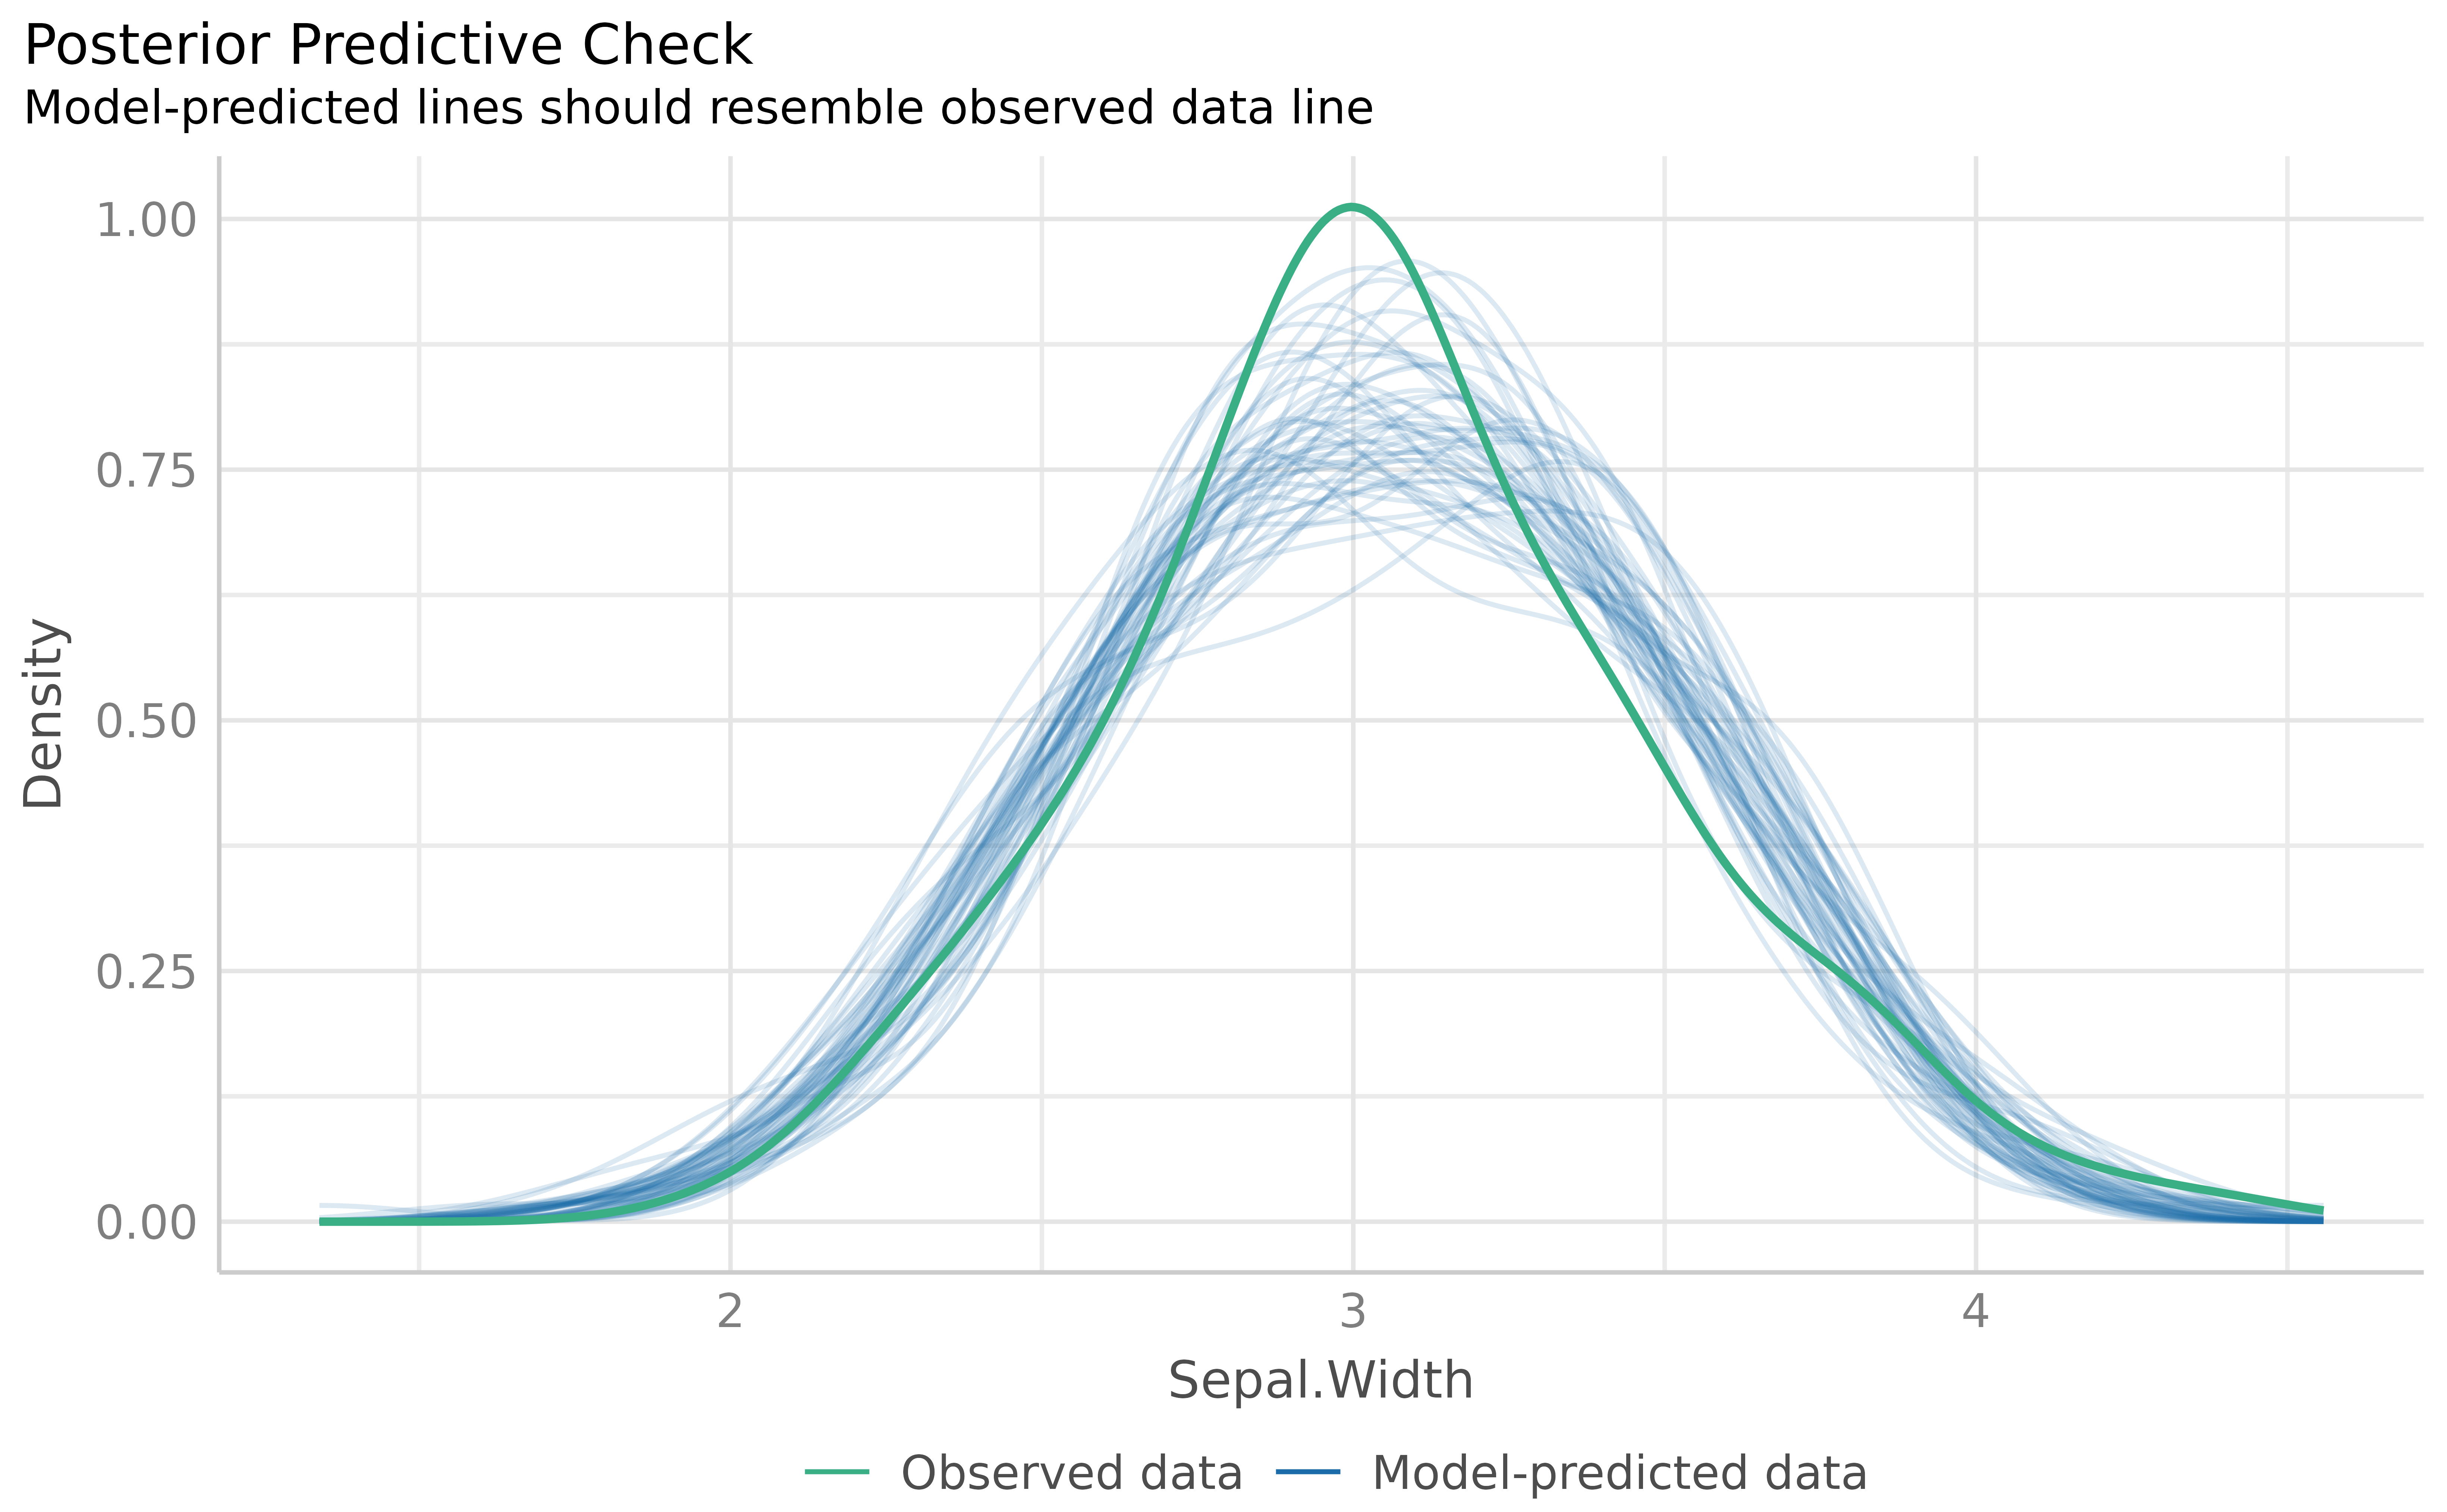 Posterior Predictive Check
Model-predicted lines should resemble observed data line
Density
1.00
0.75
0.50
0.25
0.00
2 3 4
Sepal.Width
Observed data Model-predicted data